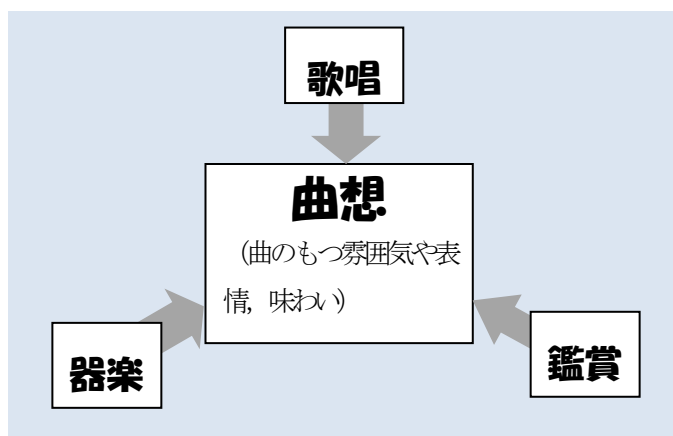 歌唱
曲想
（曲のもつ雰囲気や表
情，味わい）
器楽
鑑賞